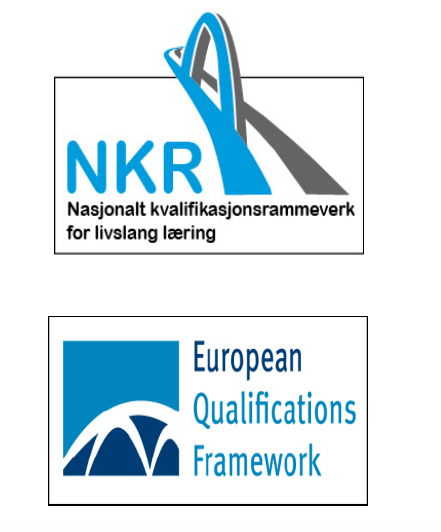 NKR
Nasjonalt kvalifikasjonsrammeverk
for livslang læring
European
Qualifications
Framework